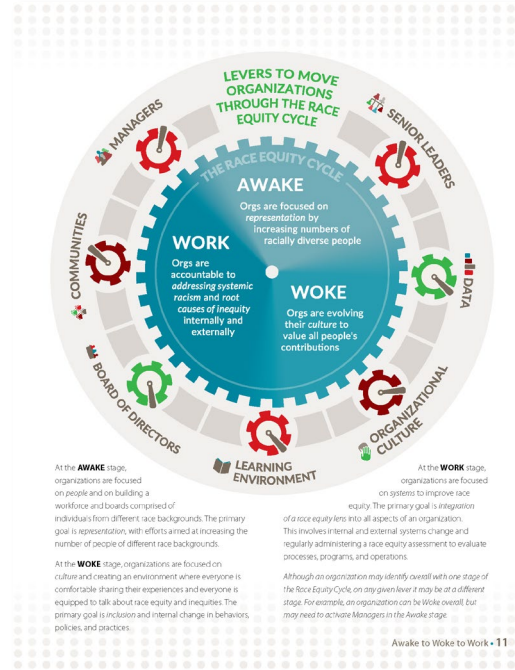 LEVERS TO MOVE
ORGANIZATIONS
THROUGH THE RACE
EQUITY CYCLE
MANAGERS
SENIOR LEADERS
COMMUNITIES
DATA
BOARD OF DIRECTORS
ORGANIZATIONAL
CULTURE
LEARNING
ENVIRONMENT
THE RACE EQUITY CYCLE
AWAKE
Orgs are focused on
representation by
increasing numbers of
racially diverse people
WORK
Orgs are
accountable to
addressing systemic
racism and root
causes of inequity
internally and
externally
WOKE
Orgs are evolving
their culture to
value all people's
contributions
At the AWAKE stage,
organizations are focused
on people and on building a
workforce and boards comprised of
individuals from different race backgrounds. The primary
goal is representation, with efforts aimed at increasing the
number of people of different race backgrounds.
At the WOKE stage, organizations are focused on
culture and creating an environment where everyone is
comfortable sharing their experiences and everyone is
equipped to talk about race equity and inequities. The
primary goal is inclusion and internal change in behaviors,
policies, and practices.
At the WORK stage,
organizations are focused
on systems to improve race
equity. The primary goal is integration
of a race equity lens into all aspects of an organization.
This involves internal and external systems change and
regularly administering a race equity assessment to evaluate
processes, programs, and operations.
Although an organization may identify overall with one stage of
the Race Equity Cycle, on any given lever it may be at a different
stage. For example, an organization can be Woke overall, but
may need to activate Managers in the Awake stage.
Awake to Woke to Work • 11